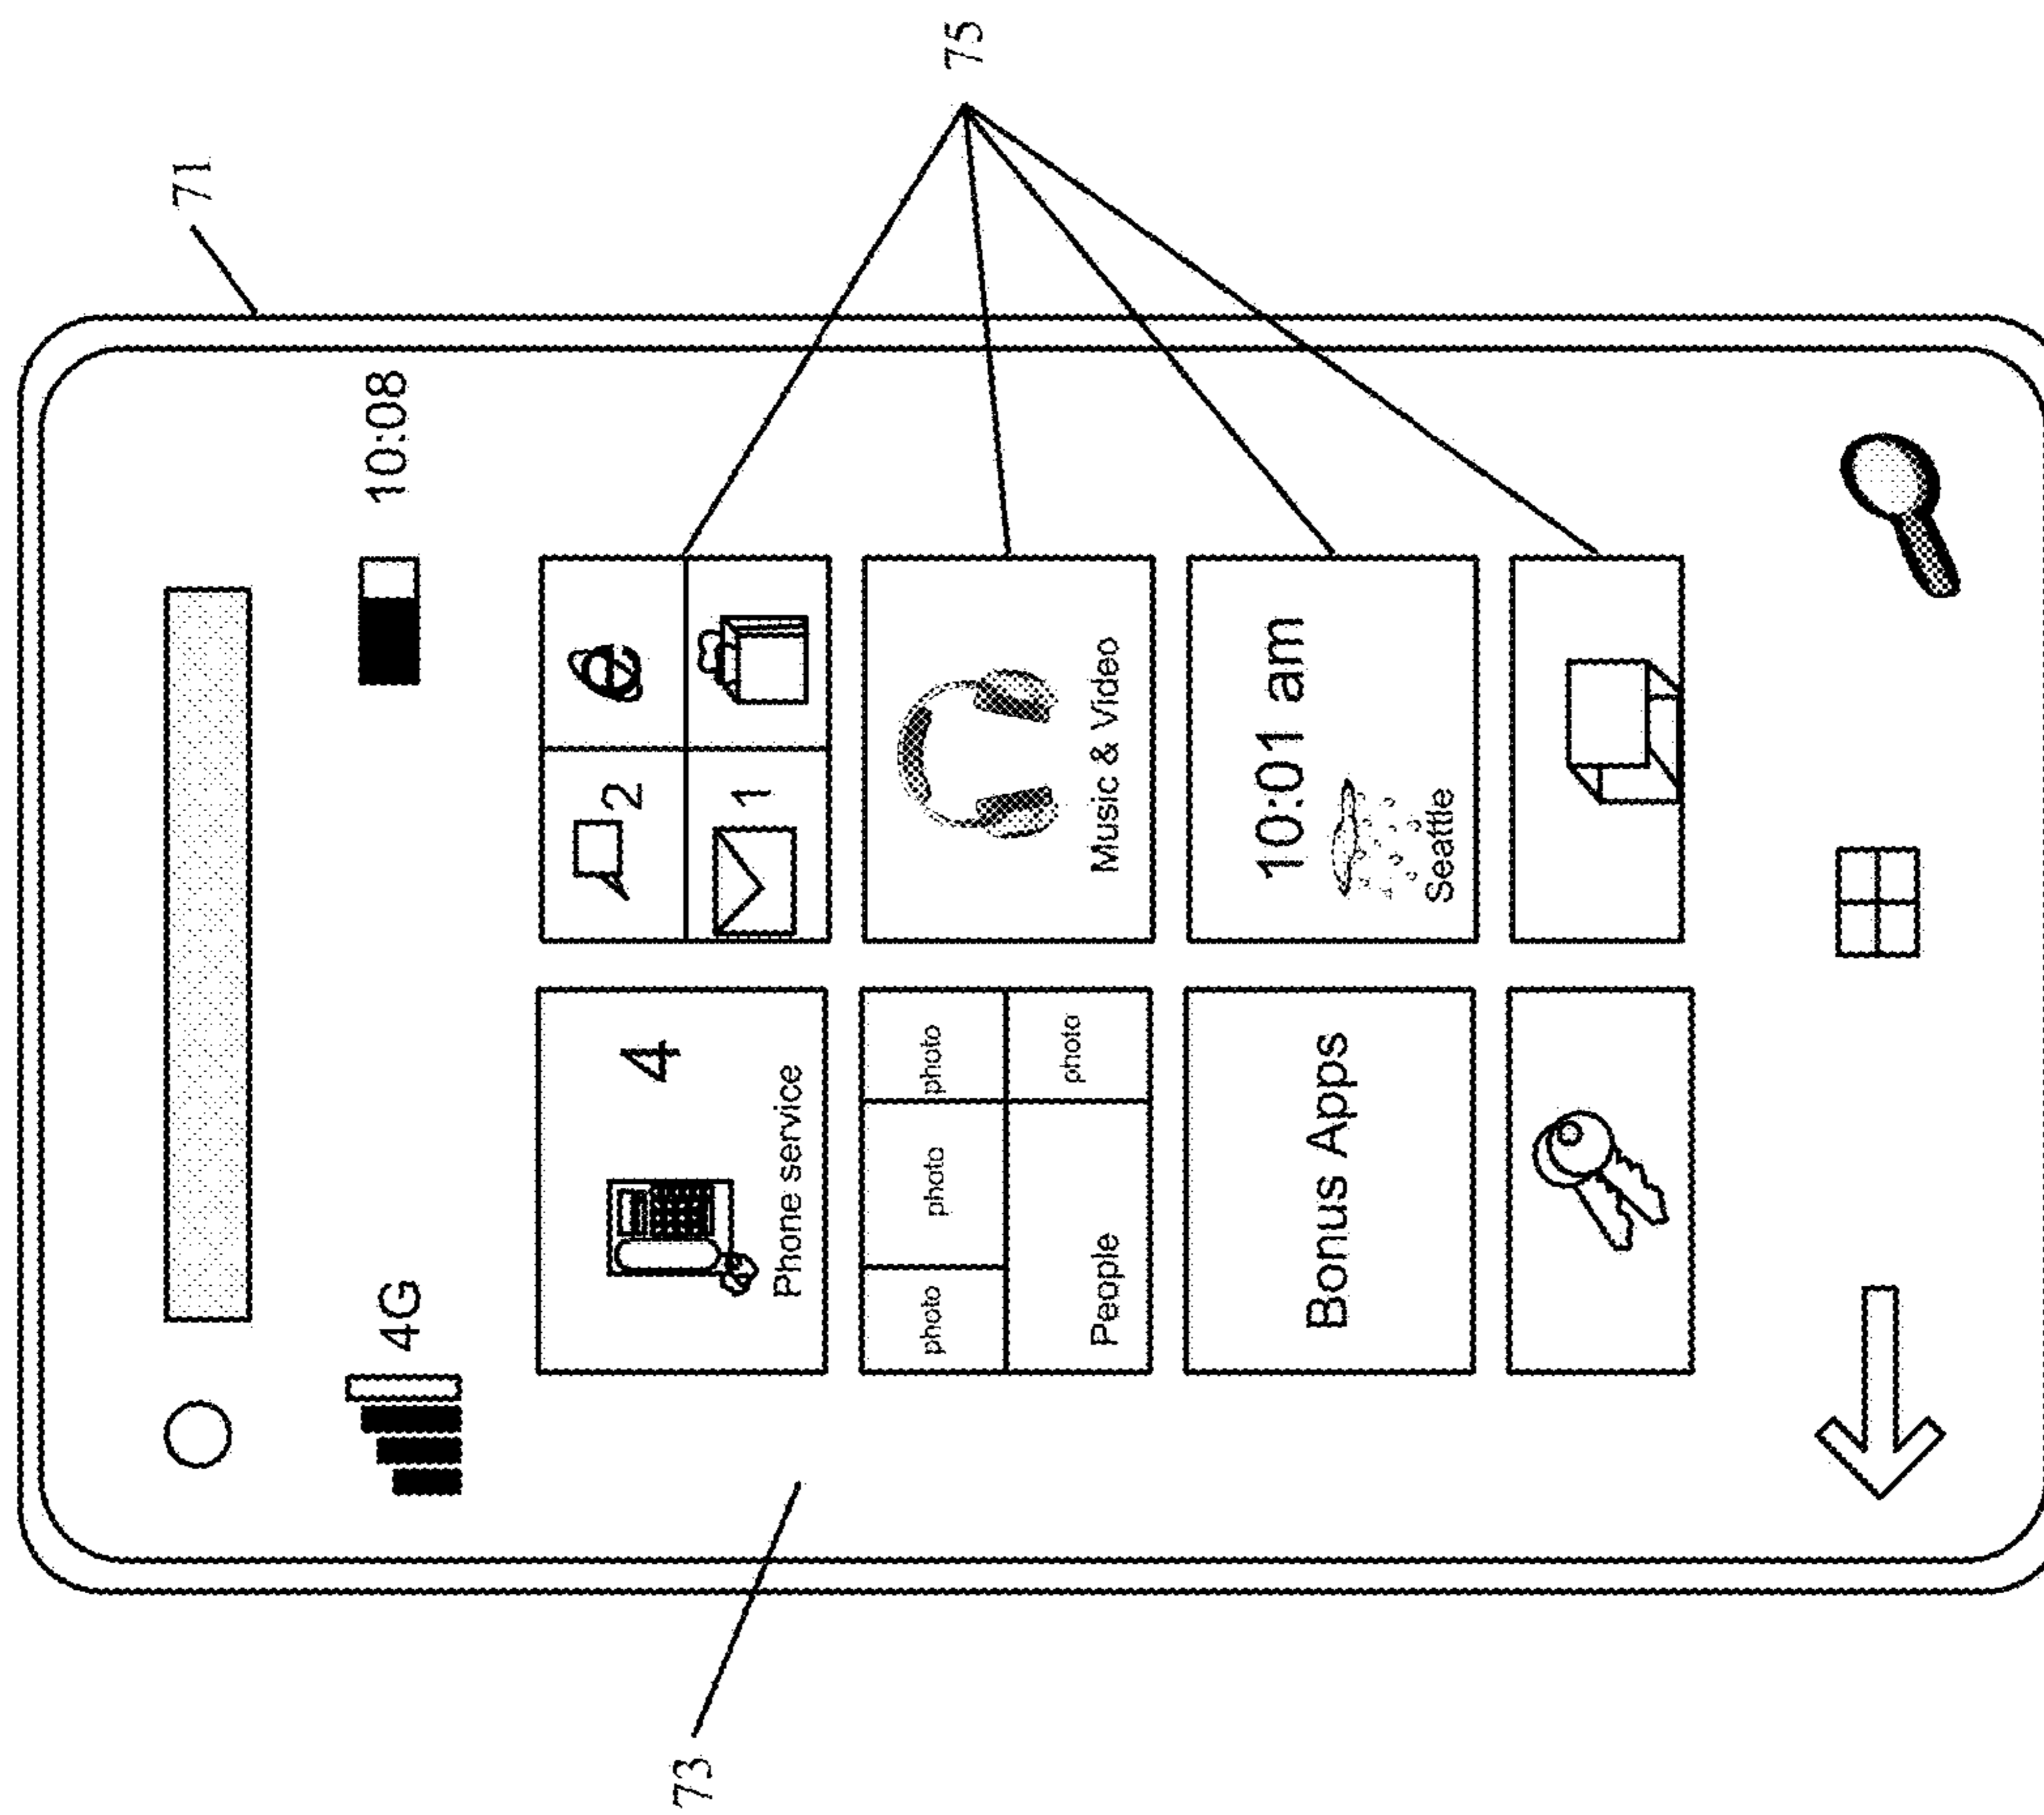 71
75
73
4G 10:08
4
Phone service
2
1
photo photo photo
photo
People
Music & Video
Bonus Apps
10:01 am
Seattle